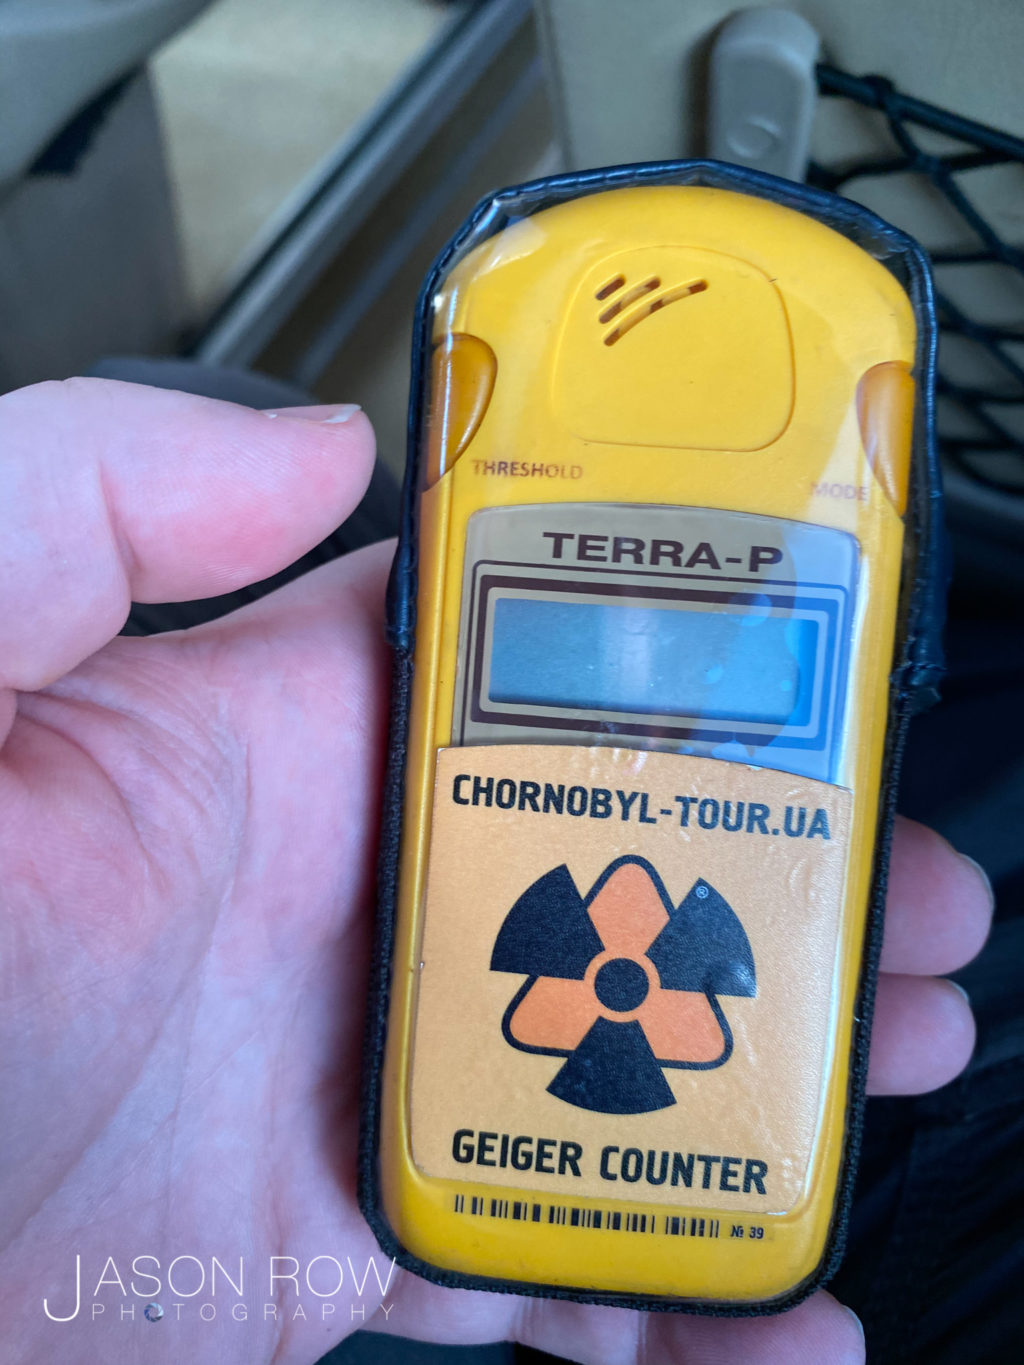 THRESHOLD
MODE
TERRA-P
CHORNOBYL-TOUR.UA
®
GEIGER COUNTER
№ 39
JASON ROW
PHOTOGRAPHY